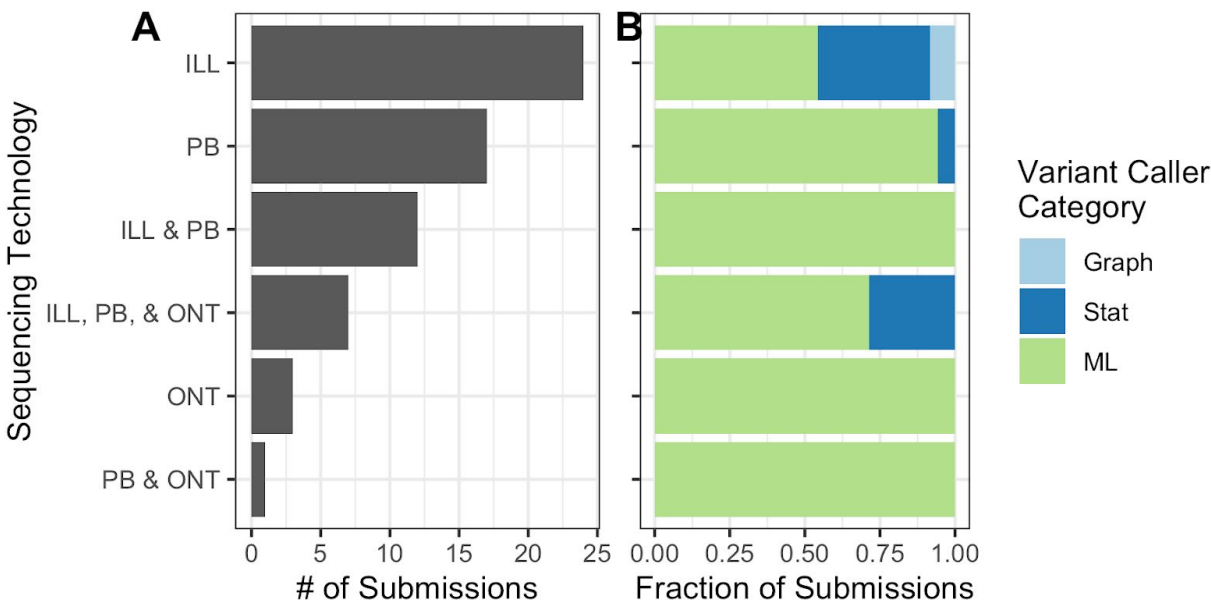 A
B
Sequencing Technology
ILL
PB
ILL & PB
ILL, PB, & ONT
ONT
PB & ONT
0 5 10 15 20 25
# of Submissions
0.00 0.25 0.50 0.75 1.00
Fraction of Submissions
Variant Caller
Category
Graph
Stat
ML